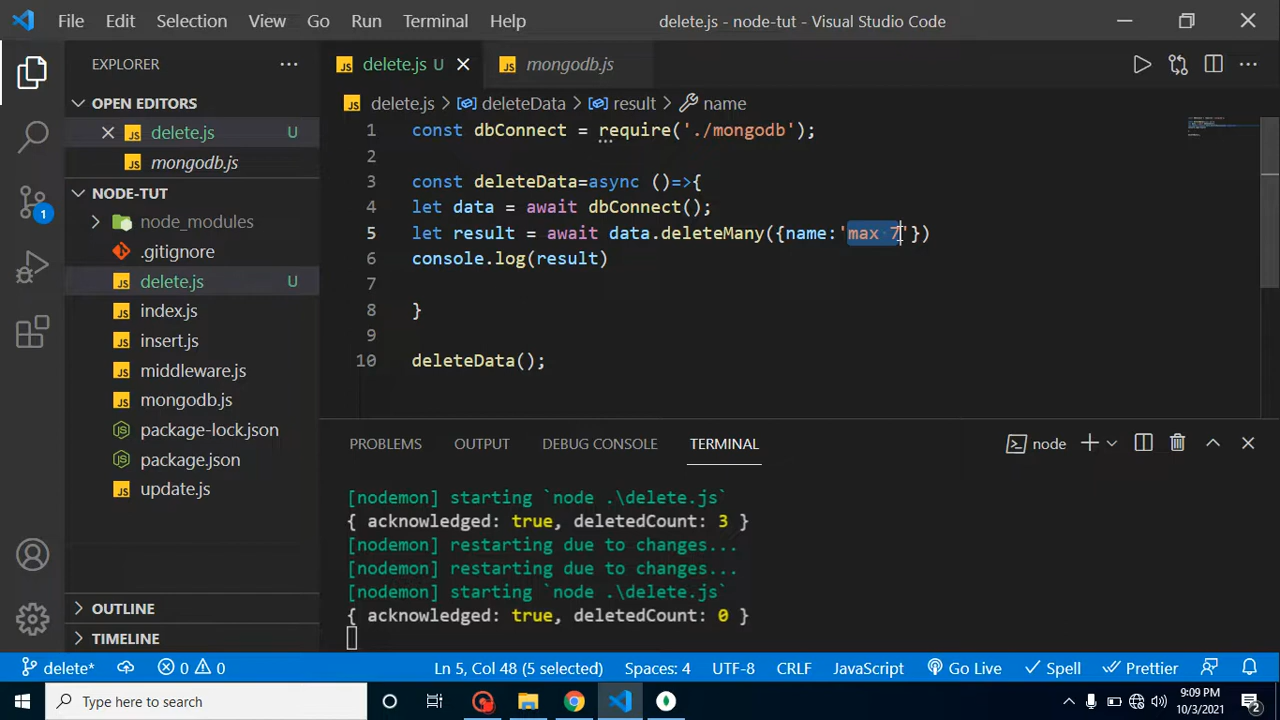 File Edit Selection View Go Run Terminal Help delete.js - node-tut - Visual Studio Code
EXPLORER
OPEN EDITORS
delete.js U
mongodb.js
NODE-TUT
node_modules
.gitignore
delete.js U
index.js
insert.js
middleware.js
mongodb.js
package-lock.json
package.json
update.js
OUTLINE
TIMELINE
1
delete.js U mongodb.js
delete.js > deleteData > result > name
1 const dbConnect = require('./mongodb');
2
3 const deleteData=async ()=>{
4 let data = await dbConnect();
5 let result = await data.deleteMany({name:'max 7'})
6 console.log(result)
7
8 }
9
10 deleteData();
PROBLEMS OUTPUT DEBUG CONSOLE TERMINAL node
[nodemon] starting `node .\delete.js`
{ acknowledged: true, deletedCount: 3 }
[nodemon] restarting due to changes...
[nodemon] restarting due to changes...
[nodemon] starting `node .\delete.js`
{ acknowledged: true, deletedCount: 0 }
delete* 0 0 Ln 5, Col 48 (5 selected) Spaces: 4 UTF-8 CRLF JavaScript Go Live Spell Prettier
Type here to search
9:09 PM
10/3/2021
2